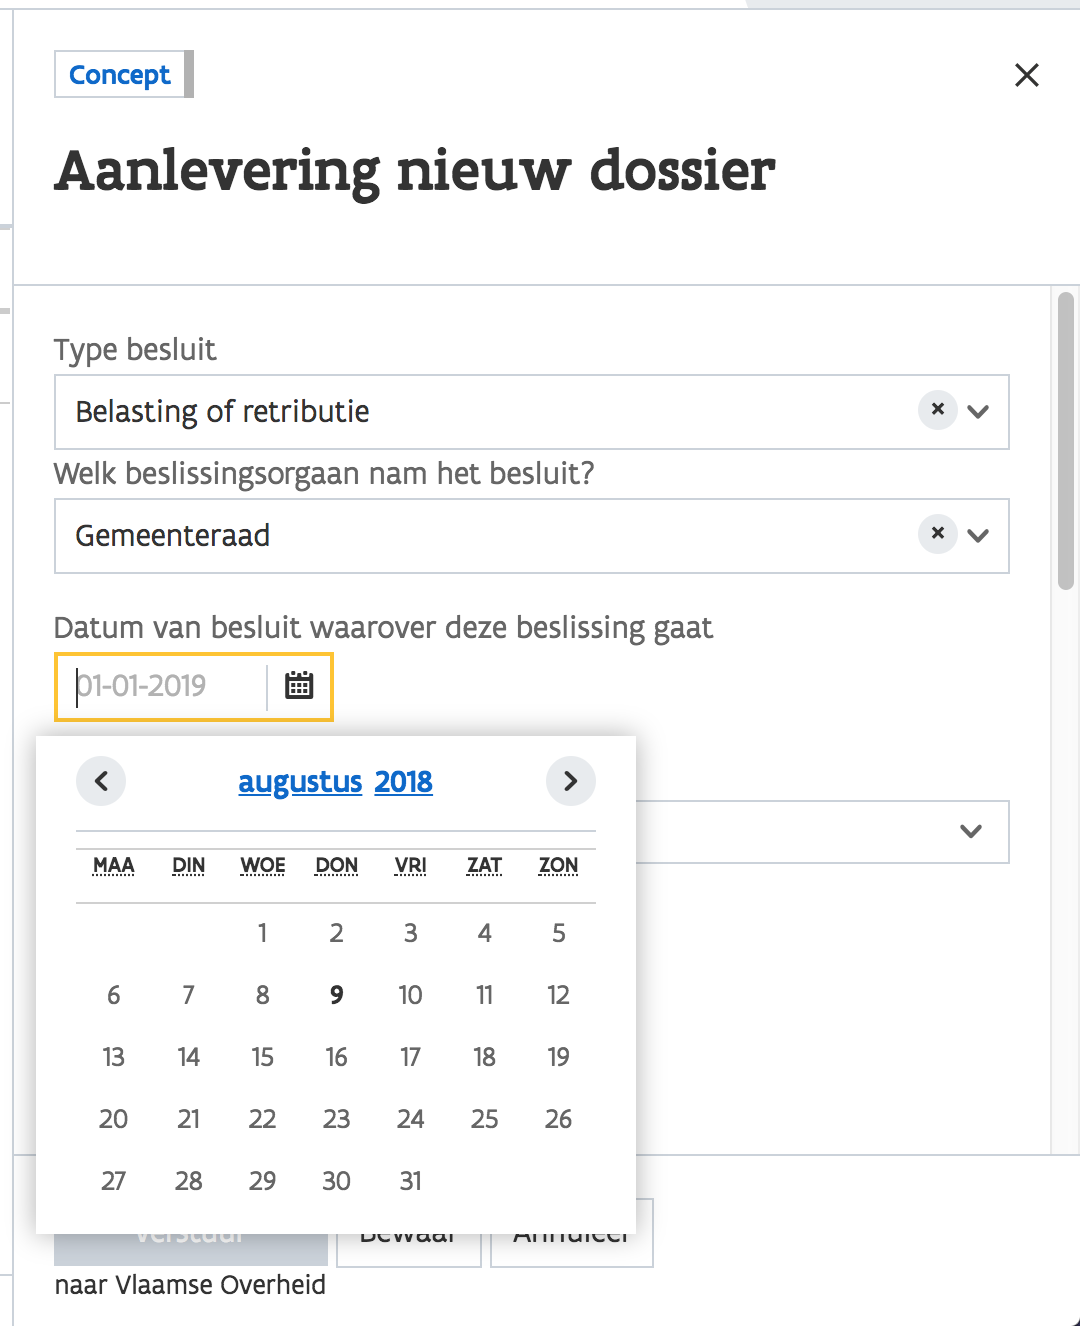 Concept
Aanlevering nieuw dossier
Type besluit
Belasting of retributie
Welk beslissingsorgaan nam het besluit?
Gemeenteraad
Datum van besluit waarover deze beslissing gaat
01-01-2019
augustus 2018
MAA DIN WOE DON VRI ZAT ZON
1 2 3 4 5
6 7 8 9 10 11 12
13 14 15 16 17 18 19
20 21 22 23 24 25 26
27 28 29 30 31
Verstuur Bewaar Annuleer
naar Vlaamse Overheid